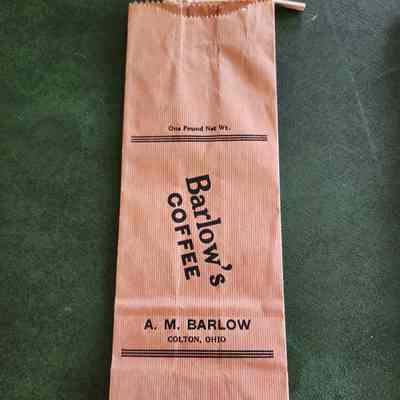 One Pound Net Wt.
Barlow's
COFFEE
A. M. BARLOW
COLTON, OHIO